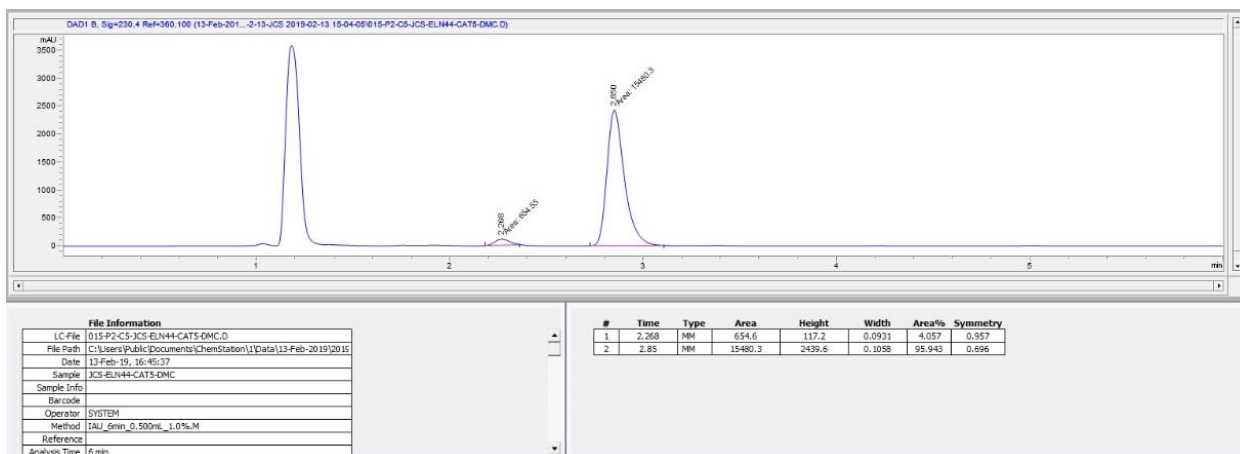 DAD1 B, Sig=230,4 Ref=360,100 (13-Feb-201...-2-13-JCS 2019-02-13 15-04-05\015-P2-C5-JCS-ELN44-CAT5-DMC.D)
mAU
3500
3000
2500
2000
1500
1000
500
0
2.268
Area: 654.55
2.850
Area: 15480.3
1 2 3 4 5 min
File Information
LC-File 015-P2-C5-JCS-ELN44-CAT5-DMC.D
File Path C:\Users\Public\Documents\ChemStation\1\Data\13-Feb-2019\2019
Date 13-Feb-19, 16:45:37
Sample JCS-ELN44-CAT5-DMC
Sample Info
Barcode
Operator SYSTEM
Method IAU_6min_0.500mL_1.0%.M
Reference
Analysis Time 6 min
# Time Type Area Height Width Area% Symmetry
1 2.268 MM 654.6 117.2 0.0931 4.057 0.957
2 2.85 MM 15480.3 2439.6 0.1058 95.943 0.696